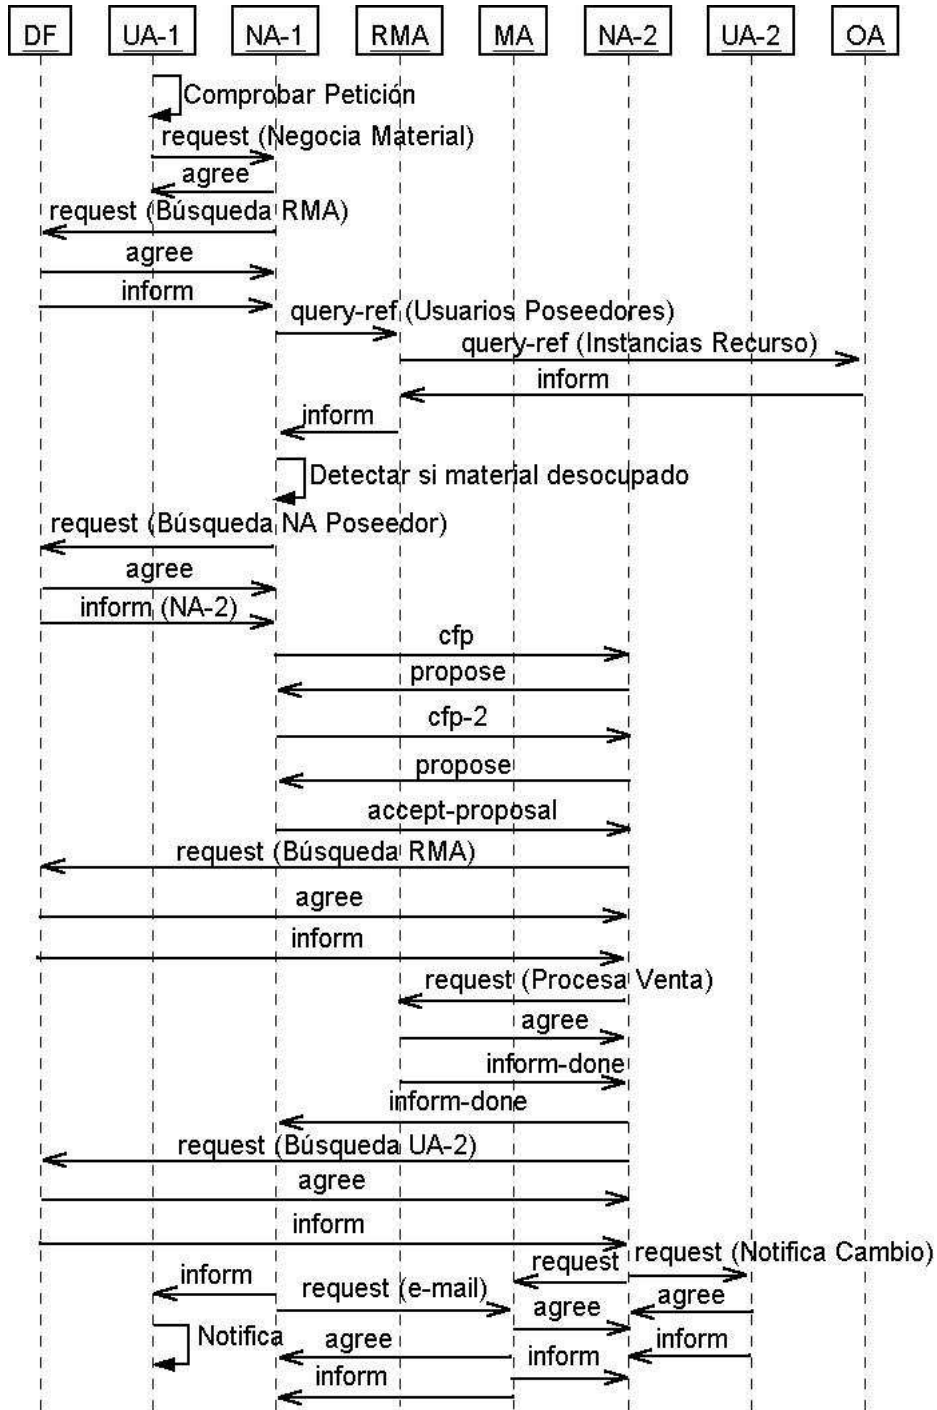 DF UA-1 NA-1 RMA MA NA-2 UA-2 OA
Comprobar Petición
request (Negocia Material)
agree
request (Búsqueda RMA)
agree
inform
query-ref (Usuarios Poseedores)
query-ref (Instancias Recurso)
inform
inform
Detectar si material desocupado
request (Búsqueda NA Poseedor)
agree
inform (NA-2)
cfp
propose
cfp-2
propose
accept-proposal
request (Búsqueda RMA)
agree
inform
request (Procesa Venta)
agree
inform-done
inform-done
request (Búsqueda UA-2)
agree
inform
request request (Notifica Cambio)
inform
request (e-mail)
agree agree
Notifica
agree inform inform
inform